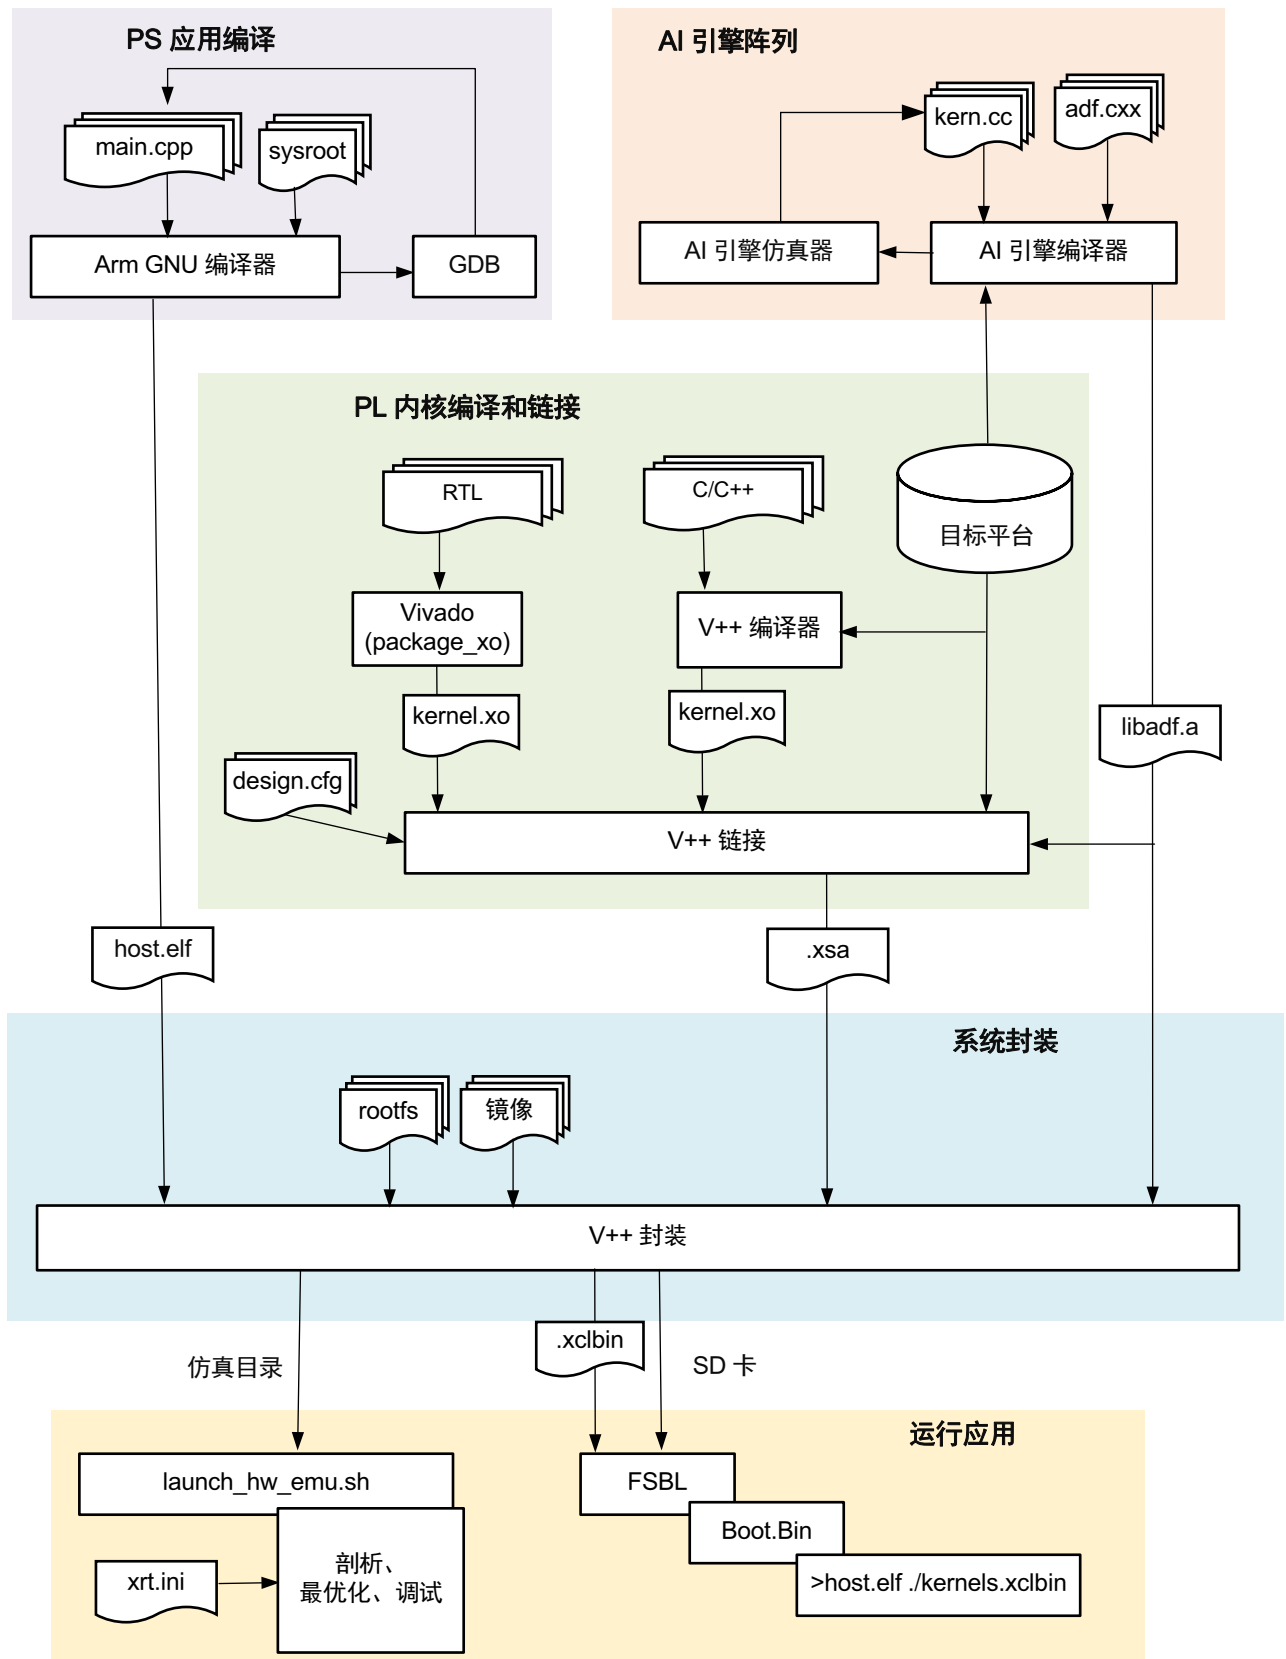 PS 应用编译
main.cpp
sysroot
Arm GNU 编译器
GDB
AI 引擎阵列
kern.cc
adf.cxx
AI 引擎仿真器
AI 引擎编译器
PL 内核编译和链接
RTL
C/C++
目标平台
Vivado
(package_xo)
V++ 编译器
kernel.xo
kernel.xo
libadf.a
design.cfg
V++ 链接
host.elf
.xsa
系统封装
rootfs
镜像
V++ 封装
仿真目录
.xclbin
SD 卡
运行应用
launch_hw_emu.sh
FSBL
Boot.Bin
xrt.ini
剖析、
最优化、调试
>host.elf ./kernels.xclbin